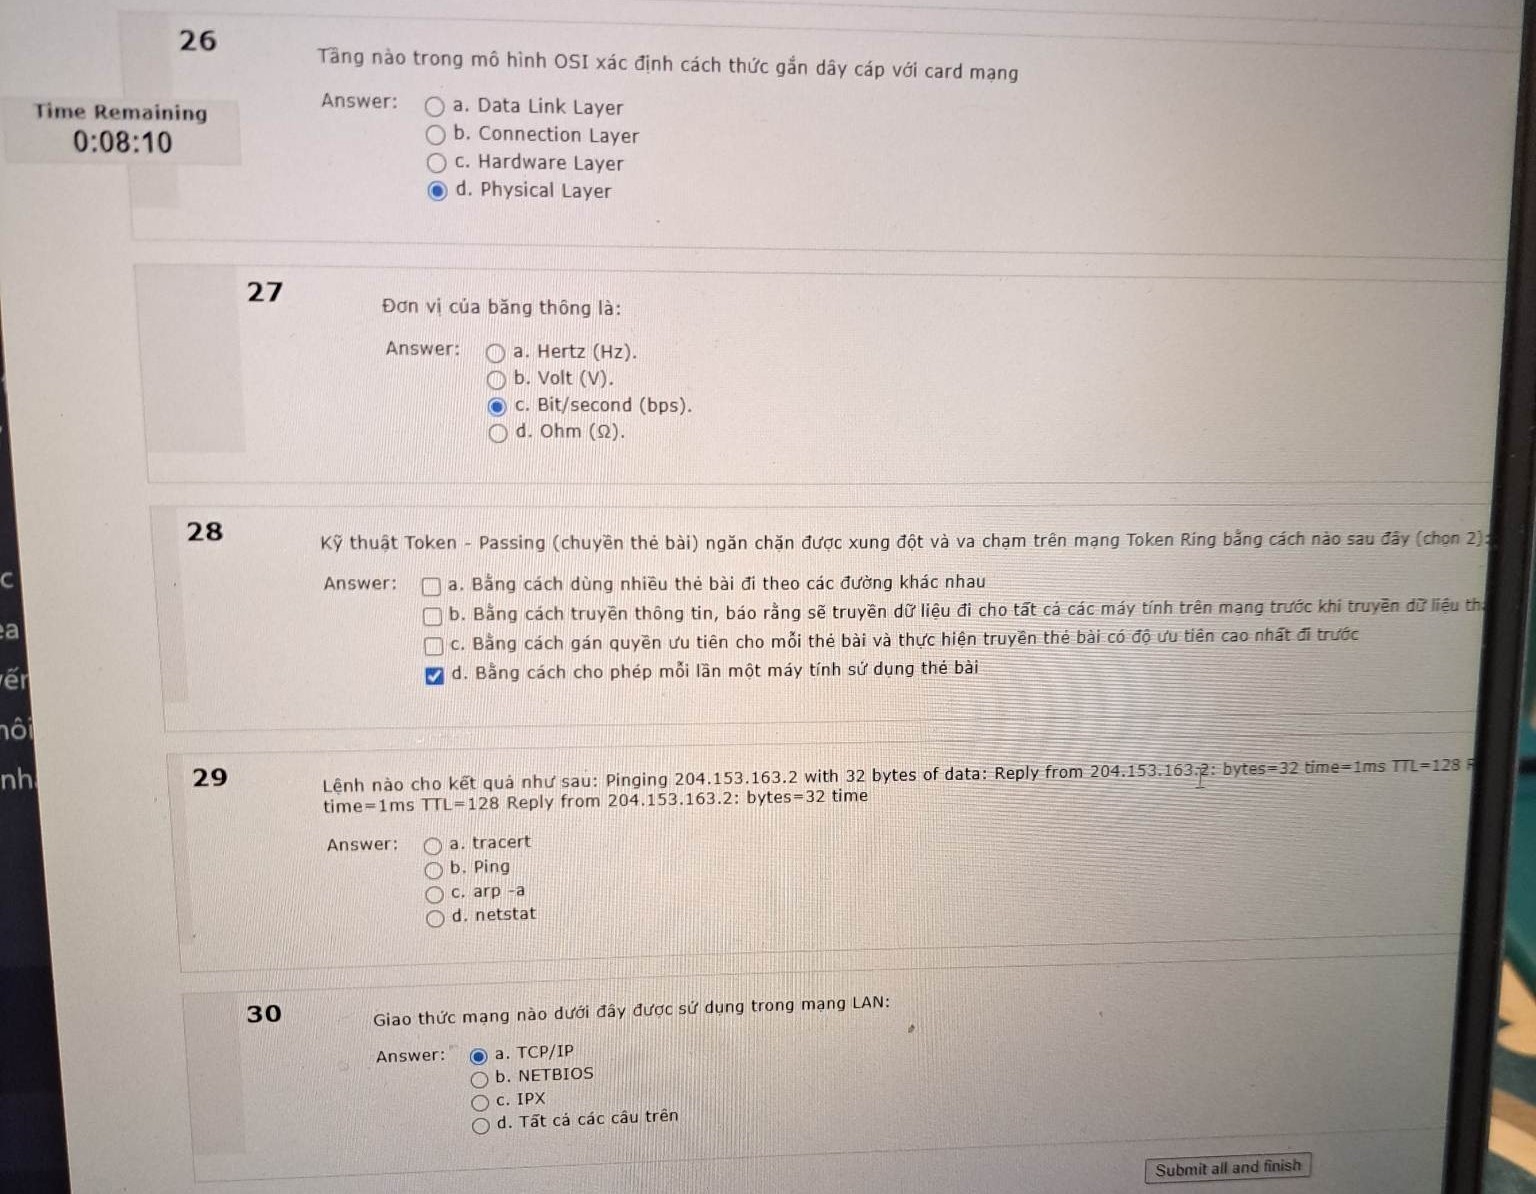 26
Tầng nào trong mô hình OSI xác định cách thức gắn dây cáp với card mạng
Time Remaining
0:08:10
Answer:
a. Data Link Layer
b. Connection Layer
c. Hardware Layer
d. Physical Layer
27
Đơn vị của băng thông là:
Answer:
a. Hertz (Hz).
b. Volt (V).
c. Bit/second (bps).
d. Ohm (Ω).
28
Kỹ thuật Token - Passing (chuyền thẻ bài) ngăn chặn được xung đột và va chạm trên mạng Token Ring bằng cách nào sau đây (chọn 2):
Answer:
a. Bằng cách dùng nhiều thẻ bài đi theo các đường khác nhau
b. Bằng cách truyền thông tin, báo rằng sẽ truyền dữ liệu đi cho tất cả các máy tính trên mạng trước khi truyền dữ liệu
c. Bằng cách gán quyền ưu tiên cho mỗi thẻ bài và thực hiện truyền thẻ bài có độ ưu tiên cao nhất đi trước
d. Bằng cách cho phép mỗi lần một máy tính sử dụng thẻ bài
29
Lệnh nào cho kết quả như sau: Pinging 204.153.163.2 with 32 bytes of data: Reply from 204.153.163.2: bytes=32 time=1ms TTL=128
time=1ms TTL=128 Reply from 204.153.163.2: bytes=32 time
Answer:
a. tracert
b. Ping
c. arp -a
d. netstat
30
Giao thức mạng nào dưới đây được sử dụng trong mạng LAN:
Answer:
a. TCP/IP
b. NETBIOS
c. IPX
d. Tất cả các câu trên
Submit all and finish